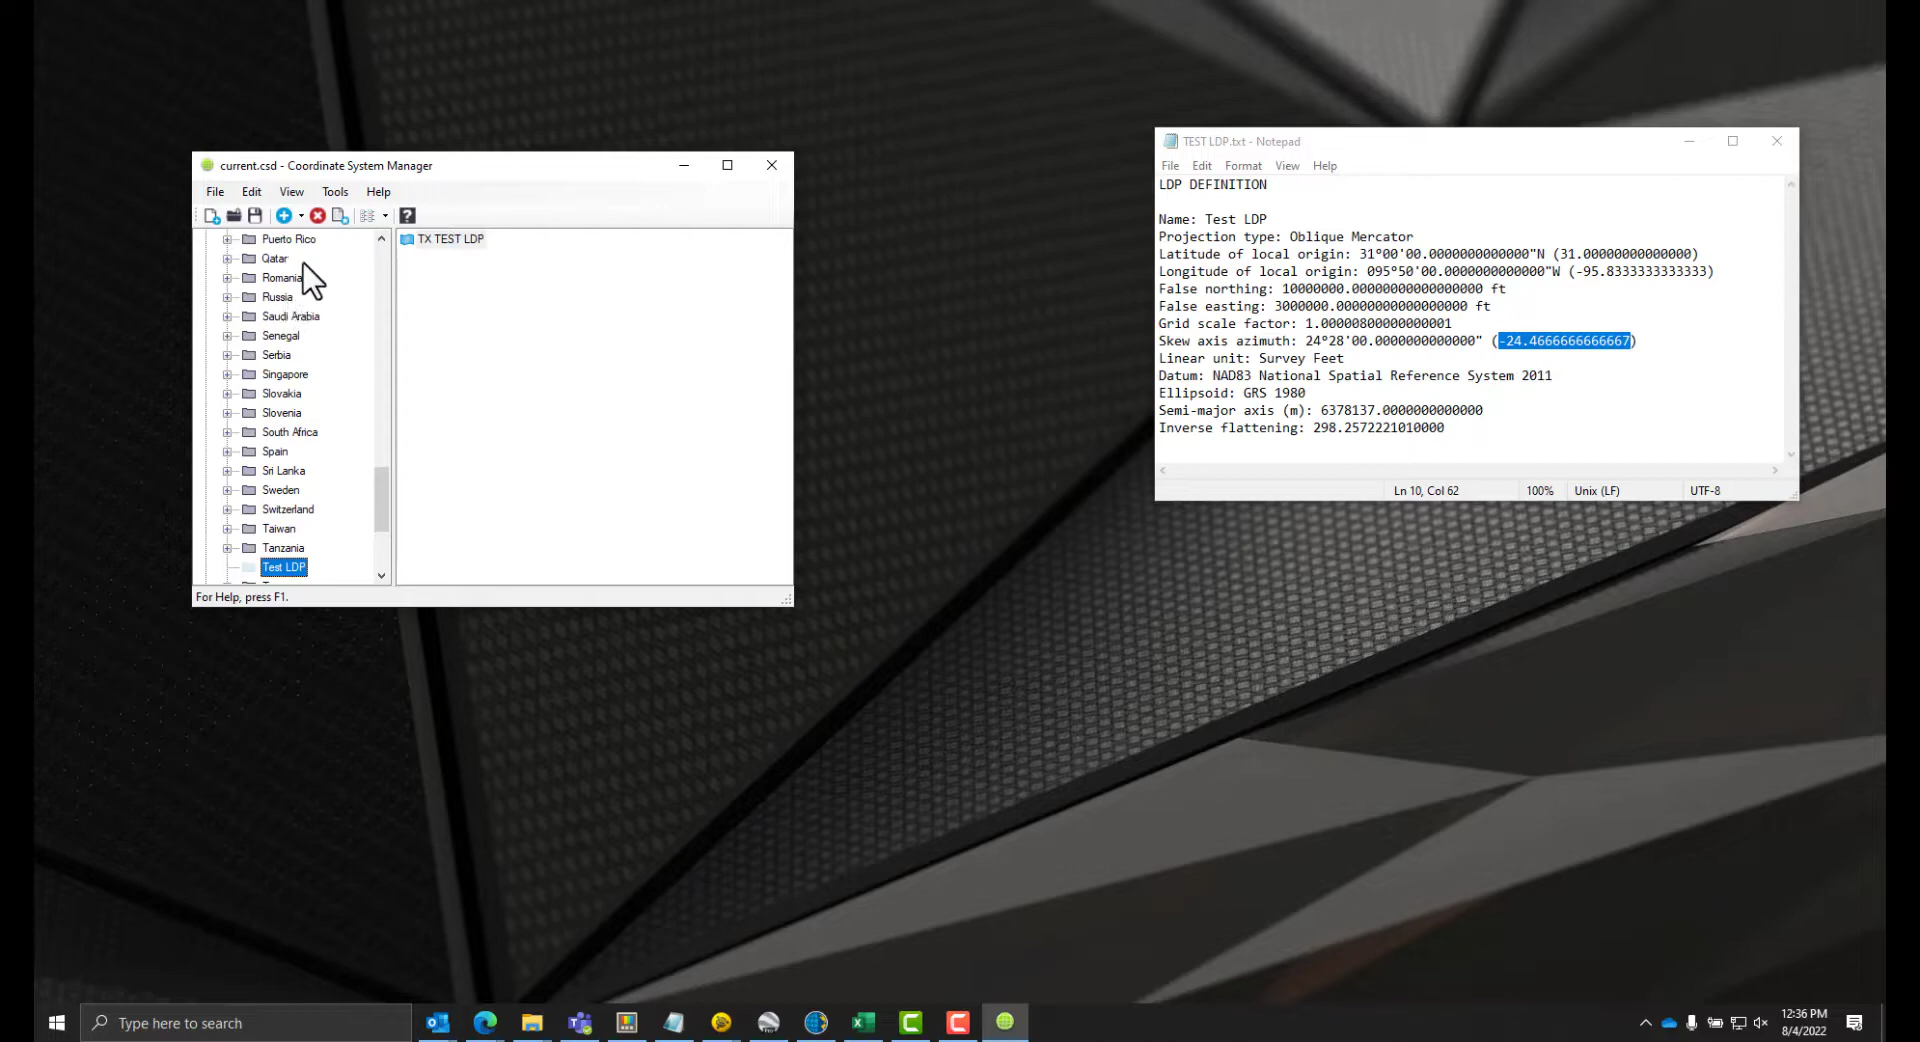 current.csd - Coordinate System Manager
File Edit View Tools Help
Puerto Rico
Qatar
Romania
Russia
Saudi Arabia
Senegal
Serbia
Singapore
Slovakia
Slovenia
South Africa
Spain
Sri Lanka
Sweden
Switzerland
Taiwan
Tanzania
Test LDP
TX TEST LDP
For Help, press F1.
TEST LDP.txt - Notepad
File Edit Format View Help
LDP DEFINITION
Name: Test LDP
Projection type: Oblique Mercator
Latitude of local origin: 31°00'00.0000000000000"N (31.00000000000000)
Longitude of local origin: 095°50'00.0000000000000"W (-95.8333333333333)
False northing: 10000000.00000000000000000 ft
False easting: 3000000.00000000000000000 ft
Grid scale factor: 1.00000800000000001
Skew axis azimuth: 24°28'00.0000000000000" (-24.4666666666667)
Linear unit: Survey Feet
Datum: NAD83 National Spatial Reference System 2011
Ellipsoid: GRS 1980
Semi-major axis (m): 6378137.0000000000000
Inverse flattening: 298.2572221010000
Ln 10, Col 62 100% Unix (LF) UTF-8
Type here to search
12:36 PM
8/4/2022